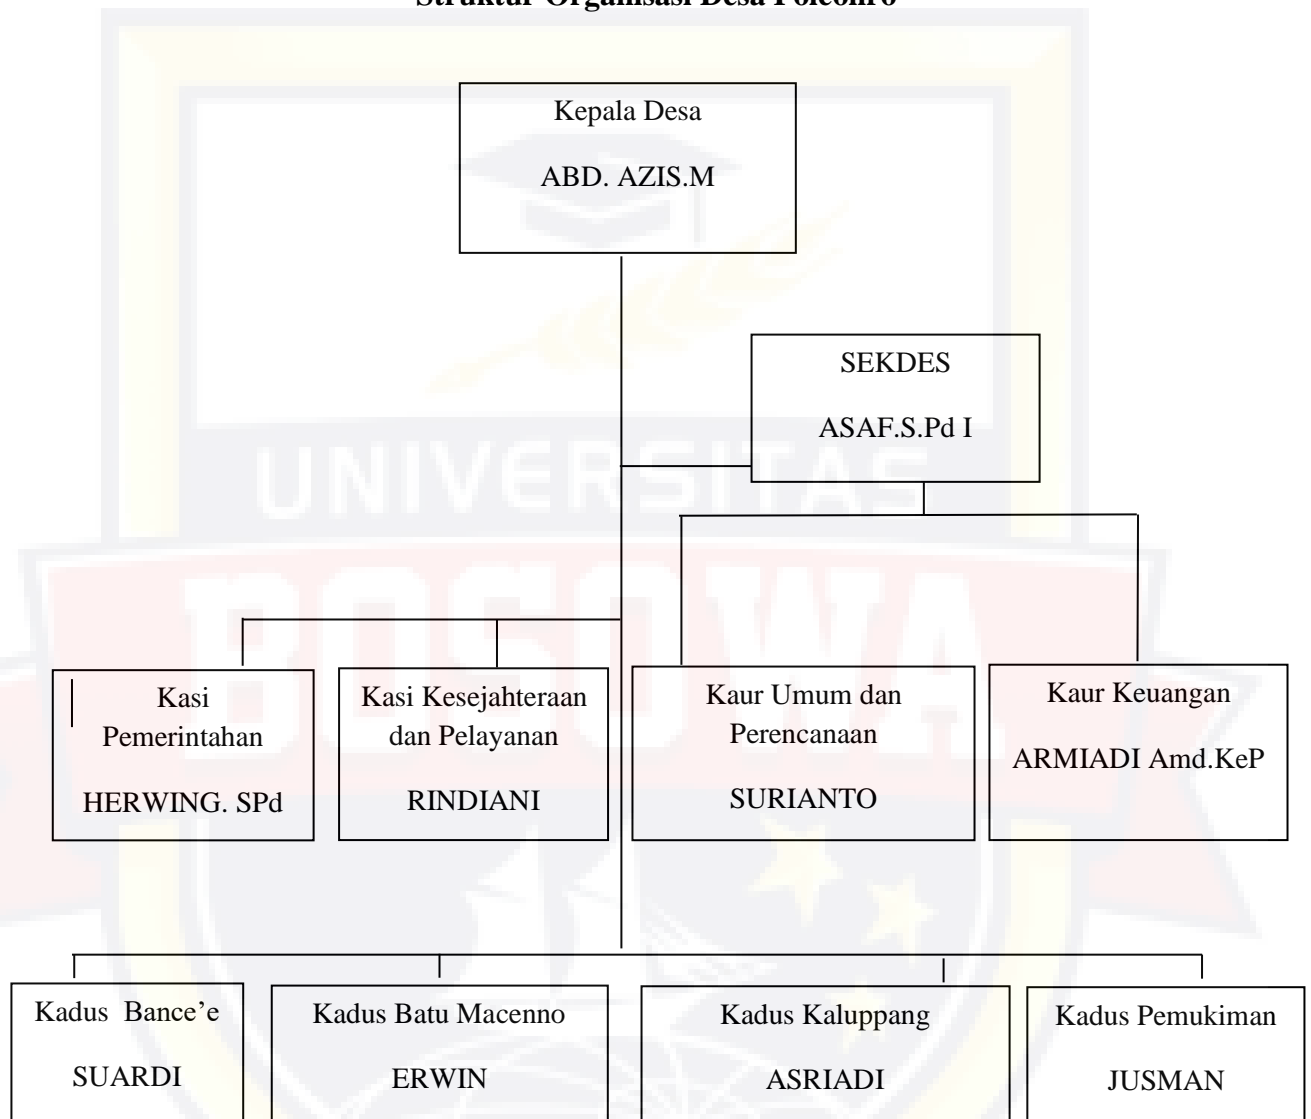 Struktur Organisasi Desa Poleonro
Kepala Desa
ABD. AZIS.M
SEKDES
ASAF.S.Pd I
UNIVERSITAS
BOSOWA
Kasi
Pemerintahan
HERWING. SPd
Kasi Kesejahteraan
dan Pelayanan
RINDIANI
Kaur Umum dan
Perencanaan
SURIANTO
Kaur Keuangan
ARMIADI Amd.KeP
Kadus Bance’e
SUARDI
Kadus Batu Macenno
ERWIN
Kadus Kaluppang
ASRIADI
Kadus Pemukiman
JUSMAN